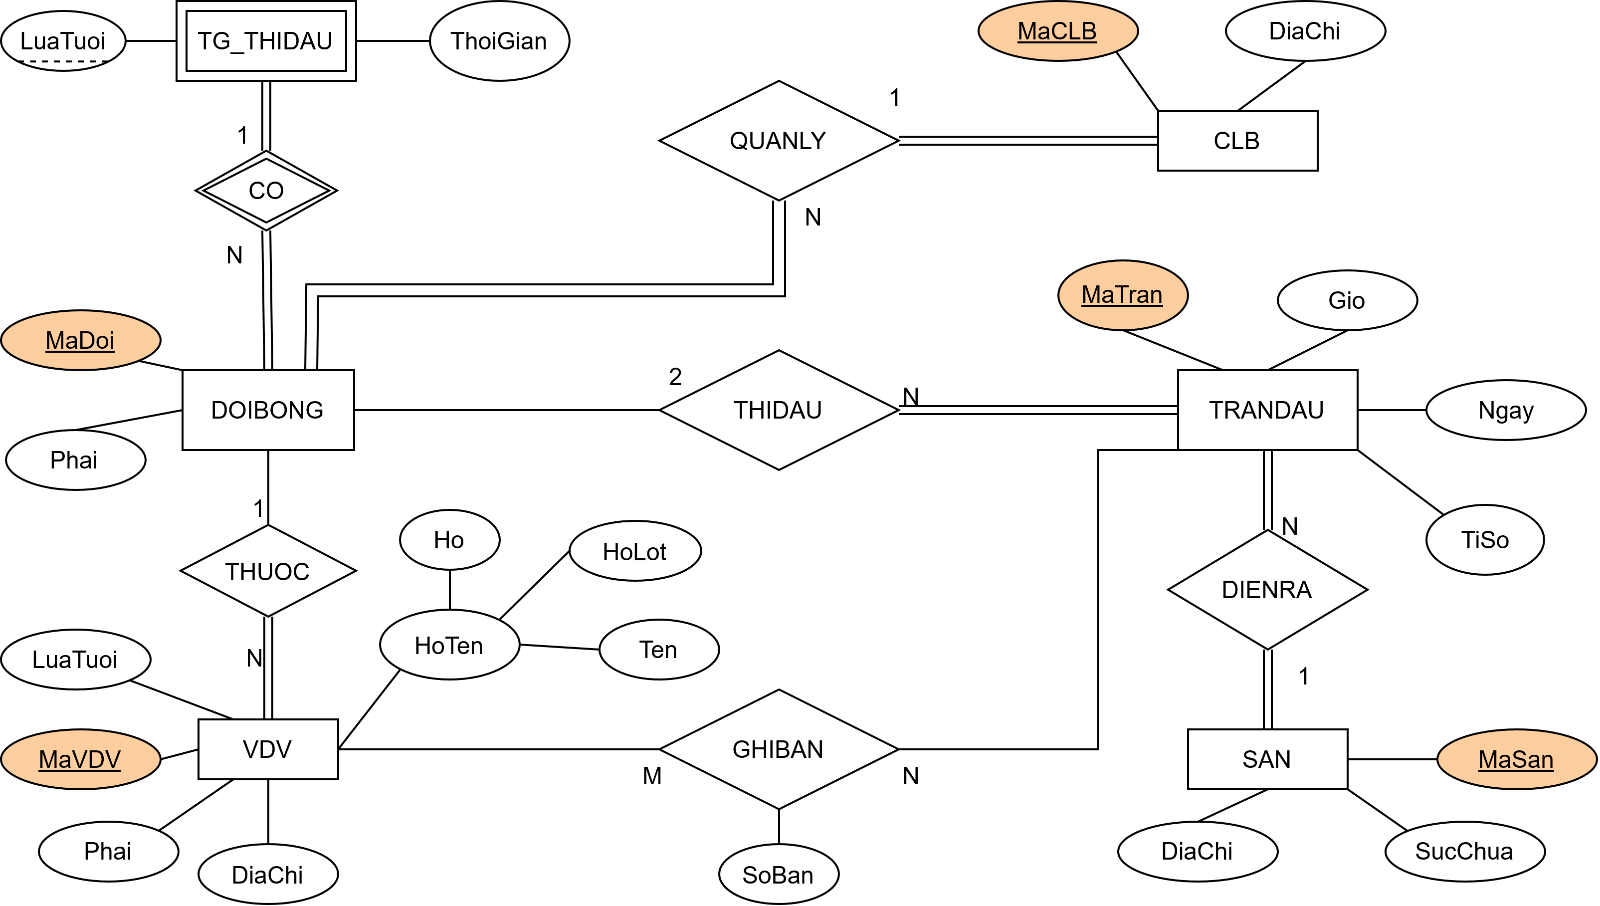 LuaTuoi
TG_THIDAU
ThoiGian
MaCLB
DiaChi
1
QUANLY
CLB
1
CO
N
N
MaTran
Gio
MaDoi
2
N
DOIBONG
THIDAU
TRANDAU
Ngay
Phai
1
Ho
HoLot
N
TiSo
THUOC
DIENRA
LuaTuoi
N
HoTen
Ten
1
MaVDV
VDV
GHIBAN
SAN
MaSan
M
N
Phai
DiaChi
SoBan
DiaChi
SucChua